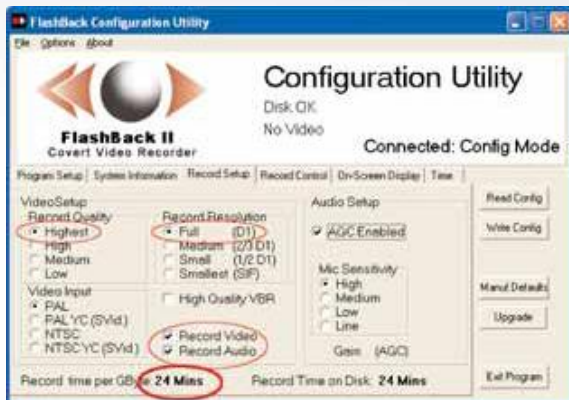 FlashBack Configuration Utility
File Options About
FlashBack II
Covert Video Recorder
Configuration Utility
Disk OK
No Video
Connected: Config Mode
Program Setup System Information Record Setup Record Control On-Screen Display Time
VideoSetup
Record Quality
Highest
High
Medium
Low
Record Resolution
Full (D1)
Medium (2/3 D1)
Small (1/2 D1)
Smallest (SIF)
Video Input
PAL
PAL YC (SVid.)
NTSC
NTSC YC (SVid.)
High Quality VBR
Record Video
Record Audio
Audio Setup
AGC Enabled
Mic Sensitivity
High
Medium
Low
Line
Gain (AGC)
Record time per GByte: 24 Mins
Record Time on Disk: 24 Mins
Read Config
Write Config
Manuf Defaults
Upgrade
Exit Program